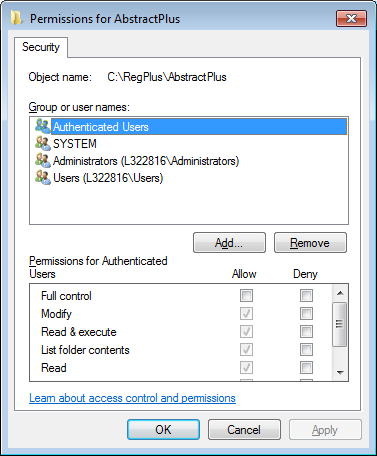 Permissions for AbstractPlus
Security
Object name: C:\RegPlus\AbstractPlus
Group or user names:
Authenticated Users
SYSTEM
Administrators (L322816\Administrators)
Users (L322816\Users)
Add... Remove
Permissions for Authenticated
Users Allow Deny
Full control
Modify
Read & execute
List folder contents
Read
Learn about access control and permissions
OK Cancel Apply